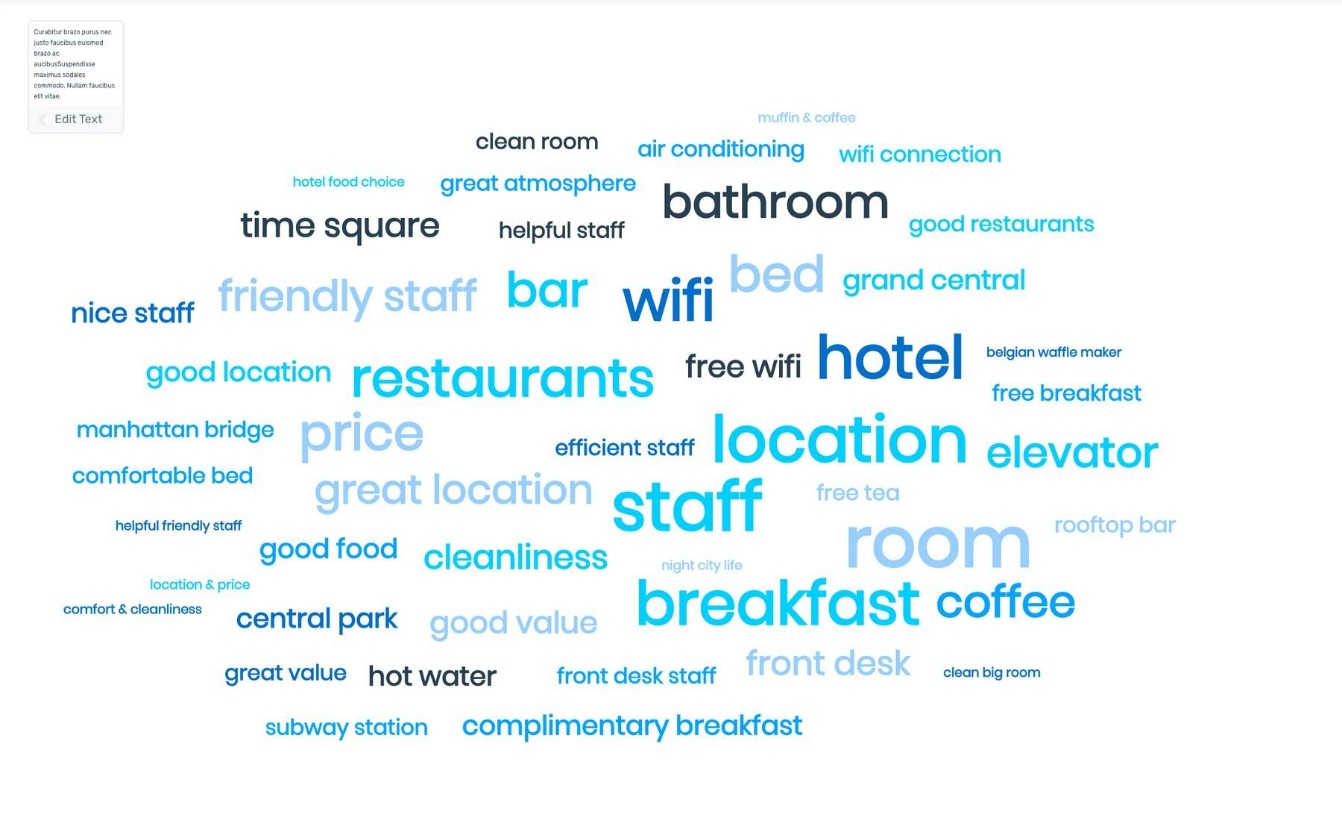 Curabitur brazo purus nec
justo faucibus euismod
brazo ac
aucibusSuspendisse
maximus sodales
commodo. Nullam faucibus
elit vitae.
Edit Text
muffin & coffee
clean room
air conditioning
wifi connection
hotel food choice
great atmosphere
bathroom
time square
helpful staff
good restaurants
friendly staff
bar
wifi
bed
grand central
nice staff
good location
restaurants
free wifi
hotel
belgian waffle maker
free breakfast
manhattan bridge
price
efficient staff
location
elevator
comfortable bed
great location
staff
free tea
helpful friendly staff
room
rooftop bar
good food
cleanliness
night city life
location & price
comfort & cleanliness
central park
good value
breakfast
coffee
great value
hot water
front desk staff
front desk
clean big room
subway station
complimentary breakfast